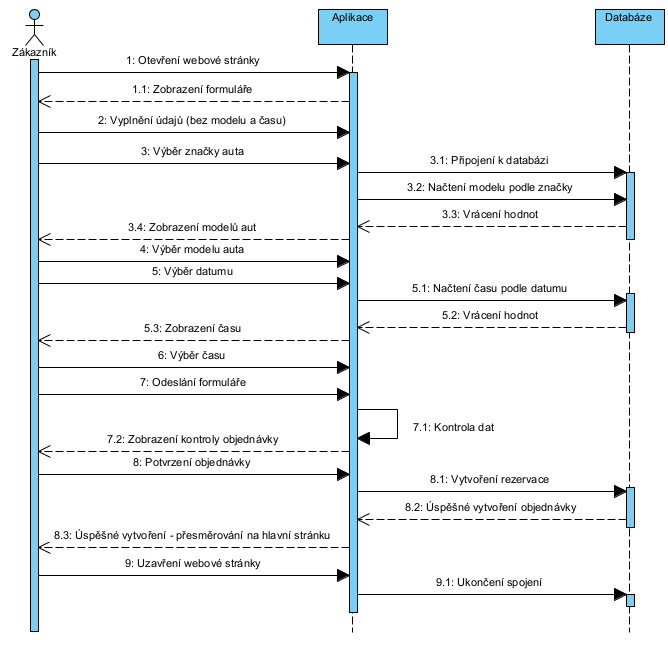 Aplikace
Databáze
Zákazník
1: Otevření webové stránky
1.1: Zobrazení formuláře
2: Vyplnění údajů (bez modelu a času)
3: Výběr značky auta
3.1: Připojení k databázi
3.2: Načtení modelu podle značky
3.3: Vrácení hodnot
3.4: Zobrazení modelů aut
4: Výběr modelu auta
5: Výběr datumu
5.1: Načtení času podle datumu
5.2: Vrácení hodnot
5.3: Zobrazení času
6: Výběr času
7: Odeslání formuláře
7.1: Kontrola dat
7.2: Zobrazení kontroly objednávky
8: Potvrzení objednávky
8.1: Vytvoření rezervace
8.2: Úspěšné vytvoření objednávky
8.3: Úspěšné vytvoření - přesměrování na hlavní stránku
9: Uzavření webové stránky
9.1: Ukončení spojení